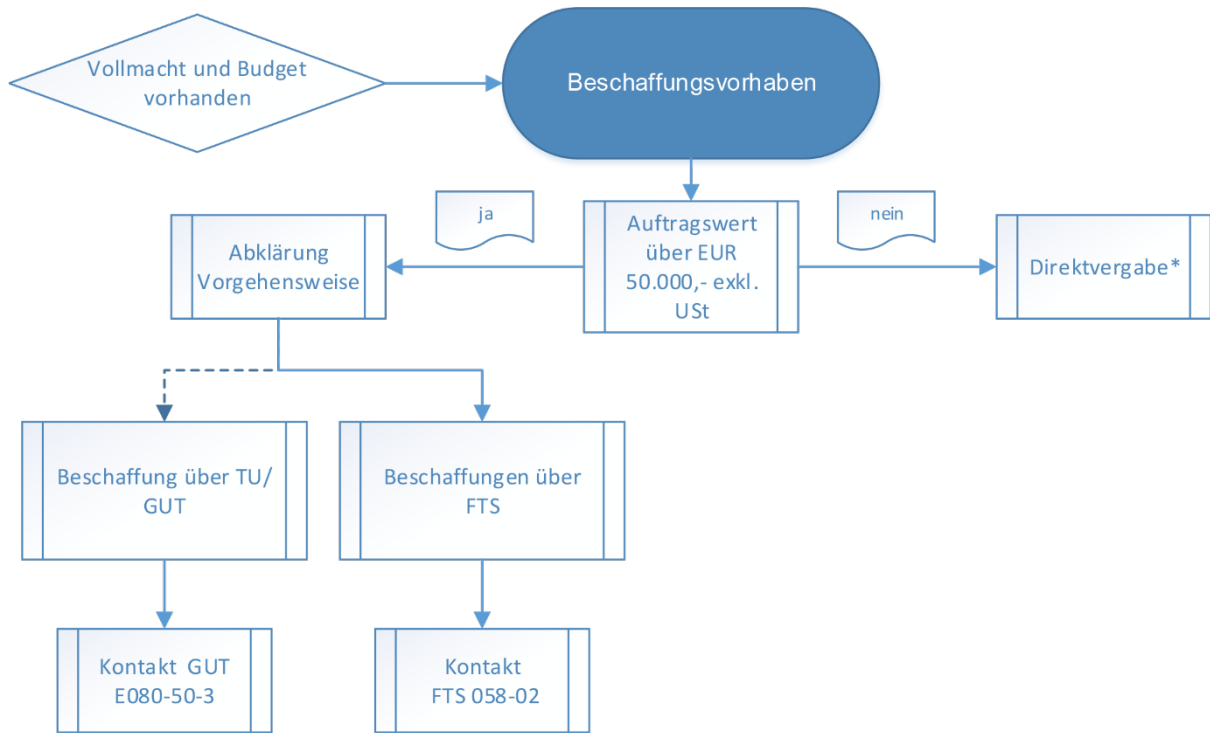 Vollmacht und Budget
vorhanden
Beschaffungsvorhaben
ja
nein
Abklärung
Vorgehensweise
Auftragswert
über EUR
50.000,- exkl.
USt
Direktvergabe*
Beschaffung über TU/
GUT
Beschaffungen über
FTS
Kontakt GUT
E080-50-3
Kontakt
FTS 058-02